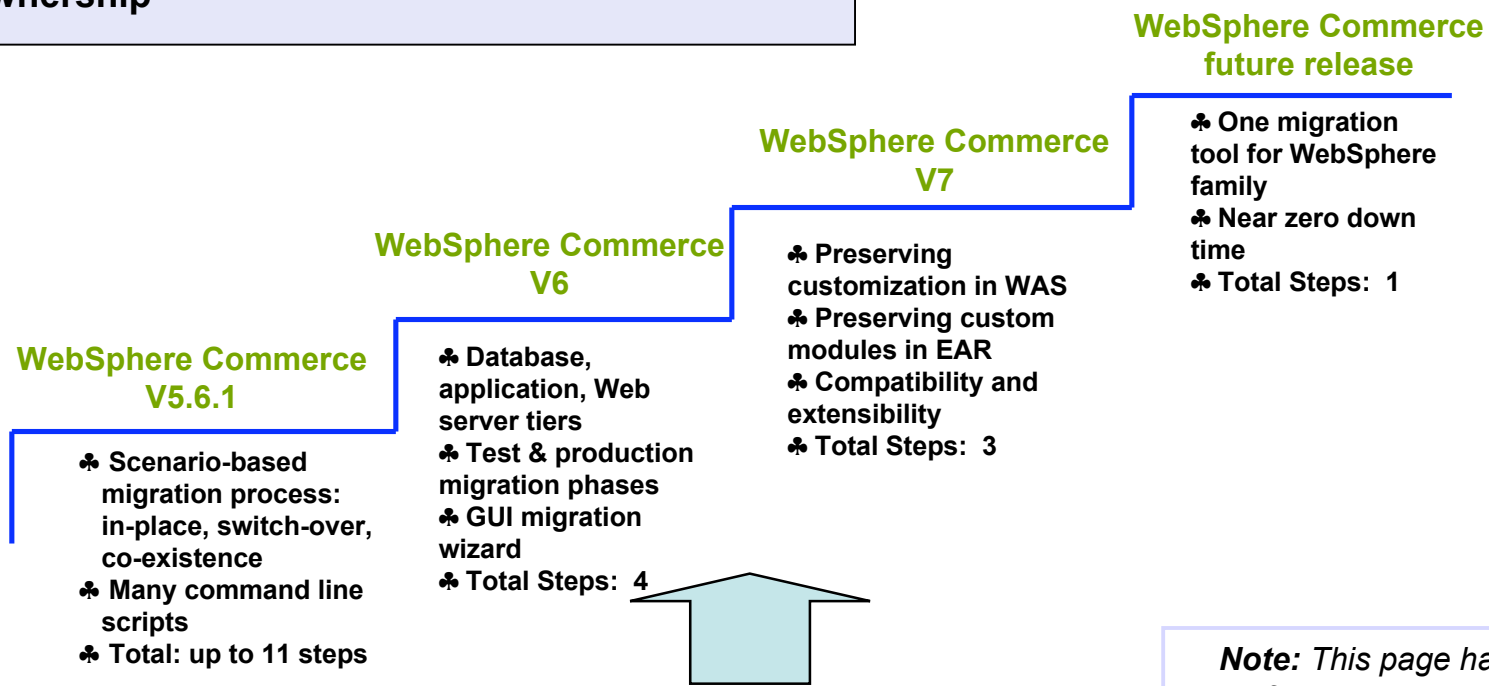 WebSphere Commerce
future release
♣ One migration
tool for WebSphere
family
♣ Near zero down
time
♣ Total Steps: 1
WebSphere Commerce
V7
♣ Preserving
customization in WAS
♣ Preserving custom
modules in EAR
♣ Compatibility and
extensibility
♣ Total Steps: 3
WebSphere Commerce
V6
♣ Database,
application, Web
server tiers
♣ Test & production
migration phases
♣ GUI migration
wizard
♣ Total Steps: 4
WebSphere Commerce
V5.6.1
♣ Scenario-based
migration process:
in-place, switch-over,
co-existence
♣ Many command line
scripts
♣ Total: up to 11 steps
Note: This page